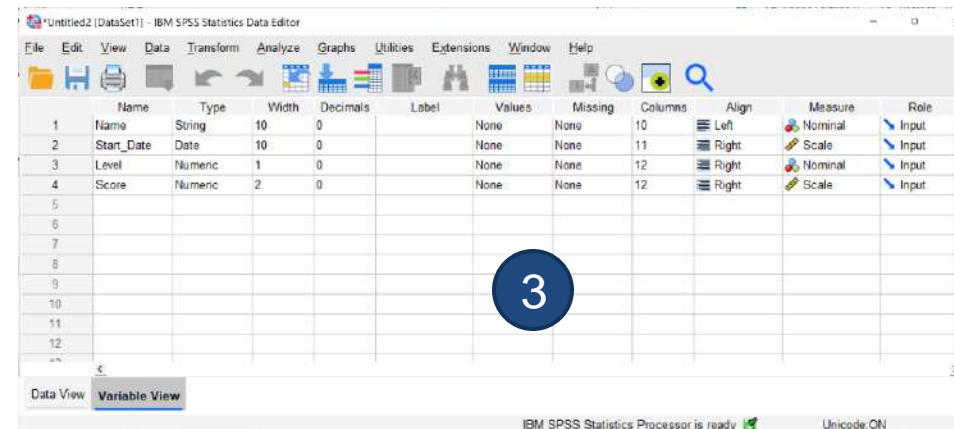 *Untitled2 [DataSet1] - IBM SPSS Statistics Data Editor
File Edit View Data Transform Analyze Graphs Utilities Extensions Window Help
Name Type Width Decimals Label Values Missing Columns Align Measure Role
1 Name String 10 0 None None 10 Left Nominal Input
2 Start_Date Date 10 0 None None 11 Right Scale Input
3 Level Numeric 1 0 None None 12 Right Nominal Input
4 Score Numeric 2 0 None None 12 Right Scale Input
5
6
7
8
9
10
11
12
3
Data View Variable View
IBM SPSS Statistics Processor is ready Unicode:ON